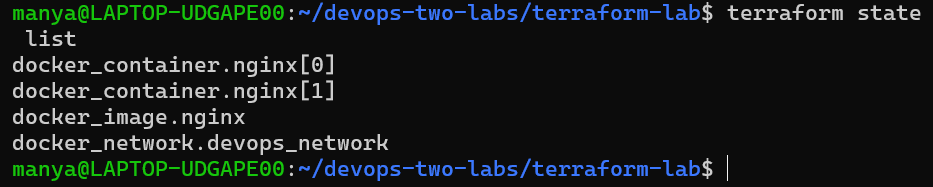 manya@LAPTOP-UDGAPE00:~/devops-two-labs/terraform-lab$ terraform state
 list
docker_container.nginx[0]
docker_container.nginx[1]
docker_image.nginx
docker_network.devops_network
manya@LAPTOP-UDGAPE00:~/devops-two-labs/terraform-lab$